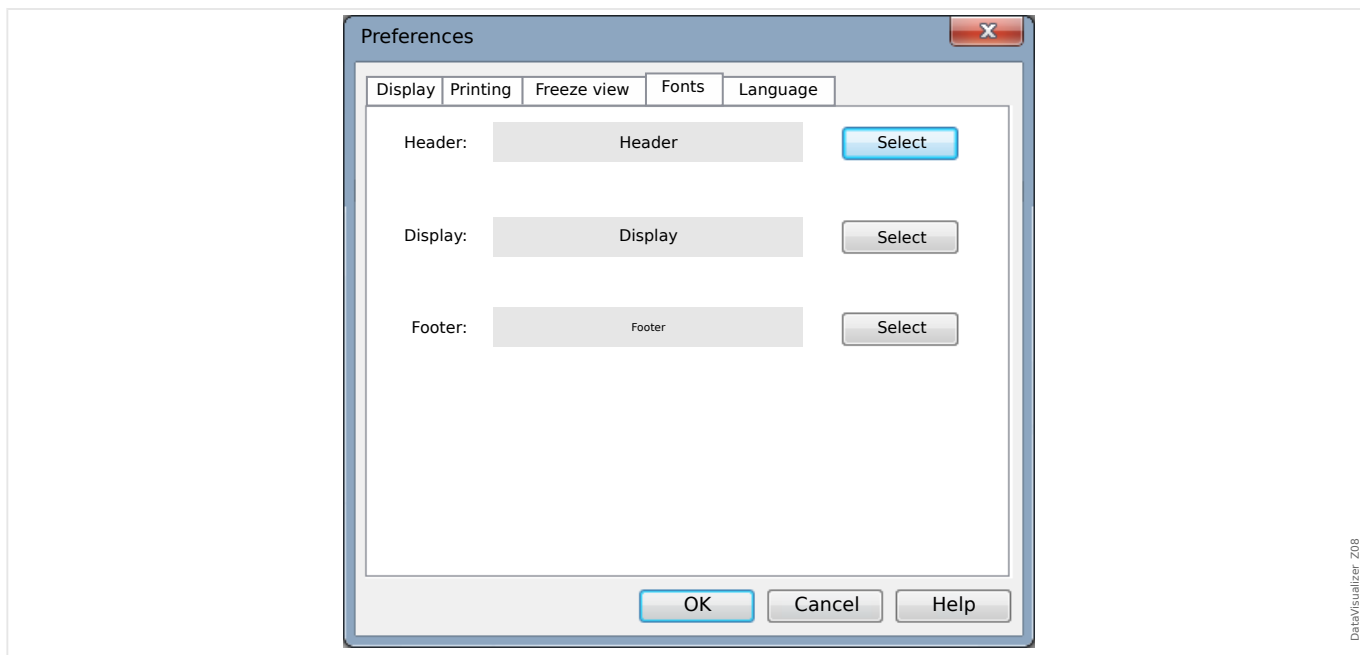 Preferences
x
Display Printing Freeze view Fonts Language
Header: Header Select
Display: Display Select
Footer: Footer Select
OK Cancel Help
DataVisualizer Z08